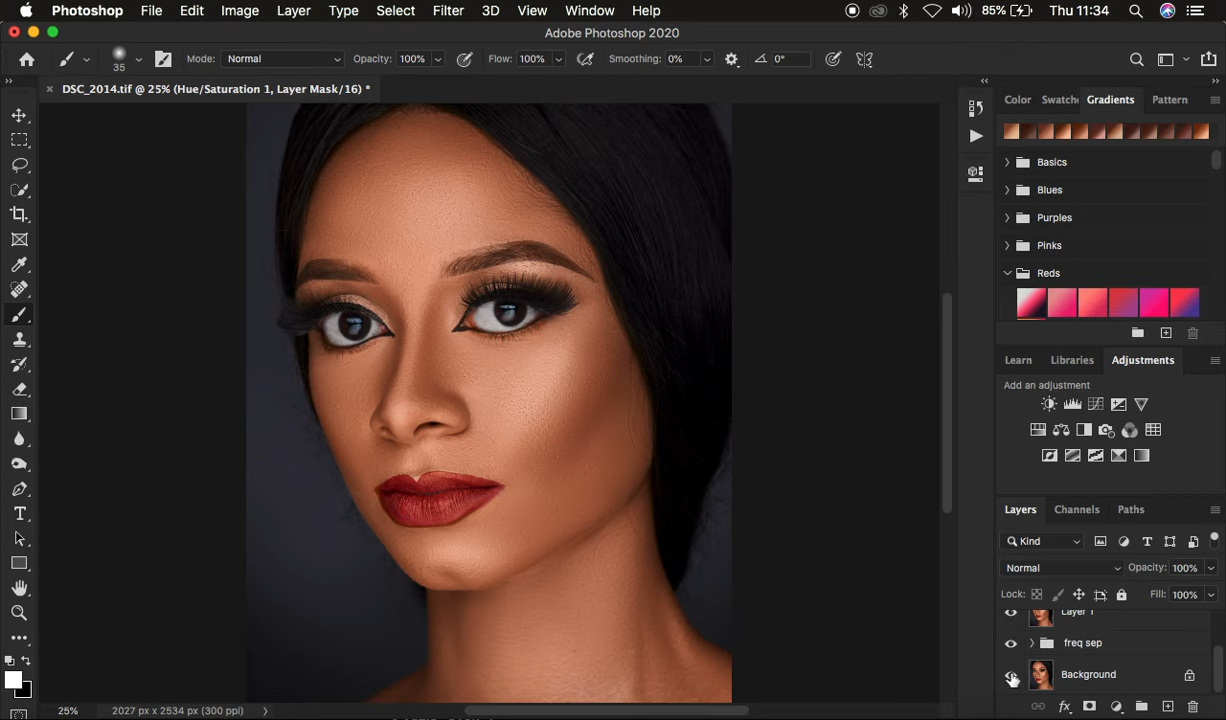 Photoshop File Edit Image Layer Type Select Filter 3D View Window Help 85% Thu 11:34
Adobe Photoshop 2020
35 Mode: Normal Opacity: 100% Flow: 100% Smoothing: 0% 0°
DSC_2014.tif @ 25% (Hue/Saturation 1, Layer Mask/16) *
Color Swatche Gradients Pattern
Basics
Blues
Purples
Pinks
Reds
Learn Libraries Adjustments
Add an adjustment
Layers Channels Paths
Kind
Normal Opacity: 100%
Lock: Fill: 100%
Layer 1
freq sep
Background
25% 2027 px x 2534 px (300 ppi)